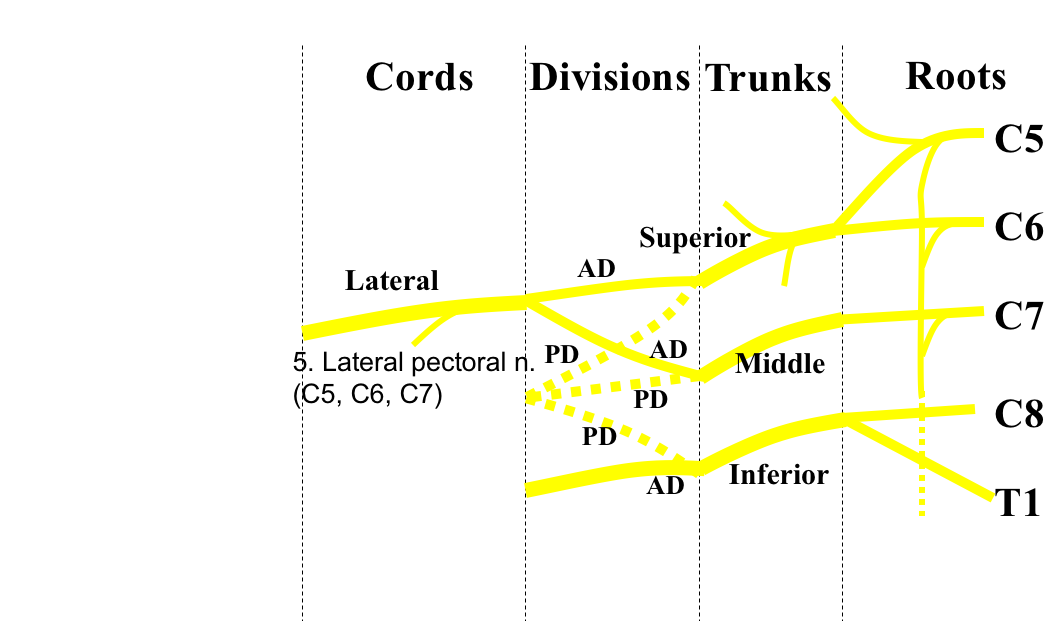 Cords Divisions Trunks Roots
C5
C6
Superior
AD
Lateral
C7
AD
PD
Middle
5. Lateral pectoral n.
(C5, C6, C7)
PD
C8
PD
Inferior
AD
T1